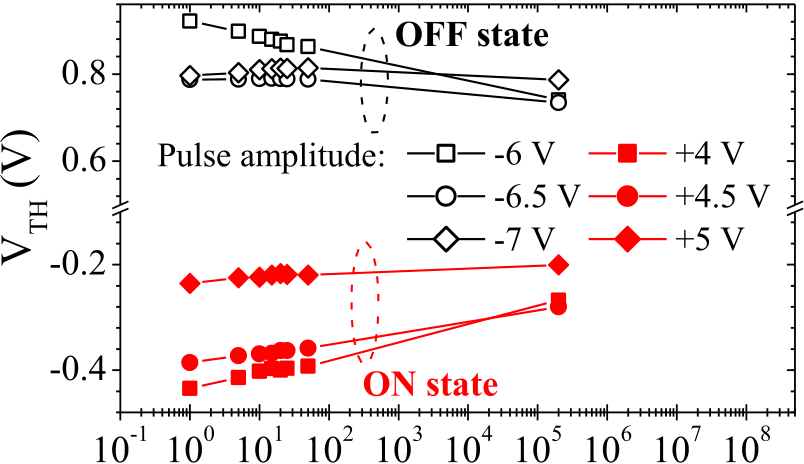 OFF state
0.8
Pulse amplitude: -6 V +4 V
0.6
-6.5 V +4.5 V
V_TH (V)
-7 V +5 V
-0.2
-0.4
ON state
10^-1 10^0 10^1 10^2 10^3 10^4 10^5 10^6 10^7 10^8